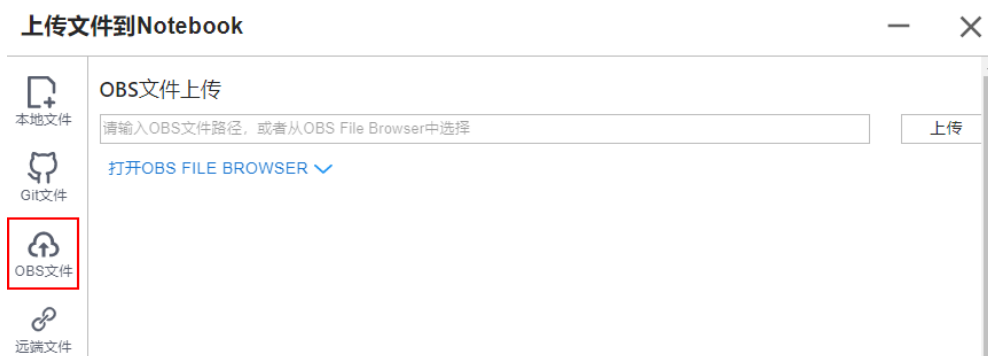 上传文件到Notebook
本地文件
Git文件
OBS文件
远端文件
OBS文件上传
请输入OBS文件路径，或者从OBS File Browser中选择
上传
打开OBS FILE BROWSER